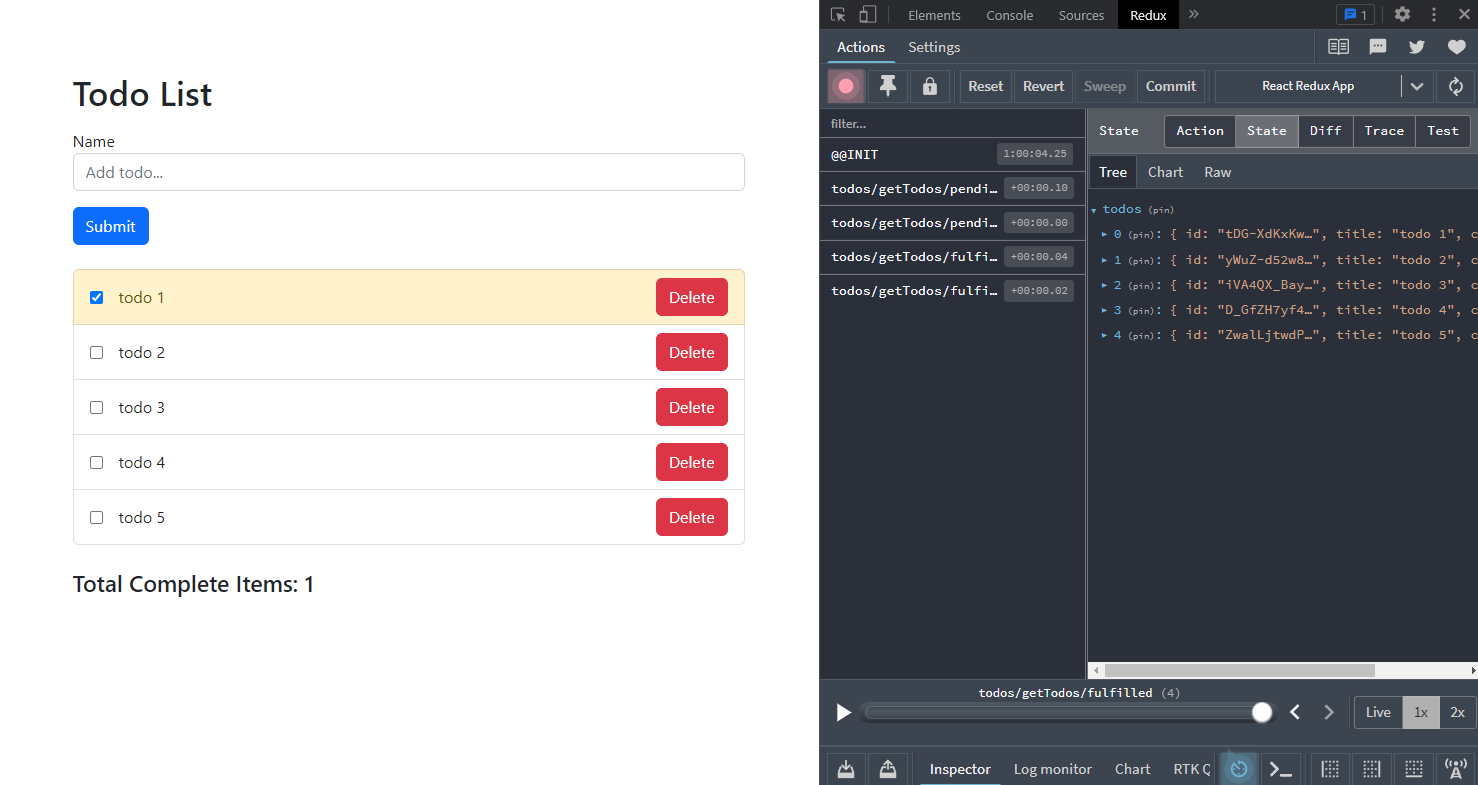 Todo List
Name
Add todo...
Submit
todo 1 Delete
todo 2 Delete
todo 3 Delete
todo 4 Delete
todo 5 Delete
Total Complete Items: 1
Elements Console Sources Redux » 1
Actions Settings
Reset Revert Sweep Commit React Redux App
filter...
@@INIT 1:00:04.25
todos/getTodos/pendi… +00:00.10
todos/getTodos/pendi… +00:00.00
todos/getTodos/fulfi… +00:00.04
todos/getTodos/fulfi… +00:00.02
State Action State Diff Trace Test
Tree Chart Raw
todos (pin)
0 (pin): { id: "tDG-XdKxKw…", title: "todo 1", c
1 (pin): { id: "yWuZ-d52w8…", title: "todo 2", c
2 (pin): { id: "iVA4QX_Bay…", title: "todo 3", c
3 (pin): { id: "D_GfZH7yf4…", title: "todo 4", c
4 (pin): { id: "ZwalLjtwdP…", title: "todo 5", c
todos/getTodos/fulfilled (4)
Live 1x 2x
Inspector Log monitor Chart RTK Q